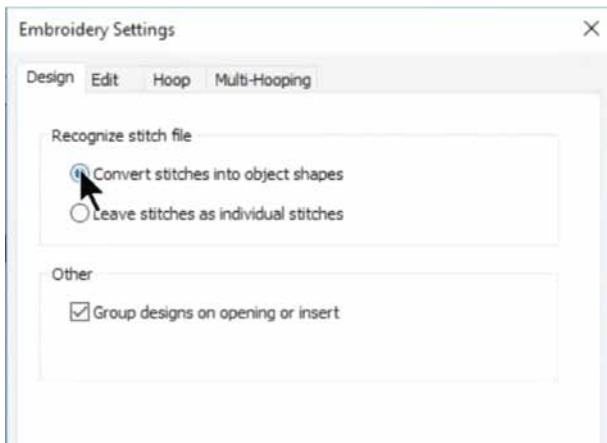 Embroidery Settings
Design Edit Hoop Multi-Hooping
Recognize stitch file
Convert stitches into object shapes
Leave stitches as individual stitches
Other
Group designs on opening or insert